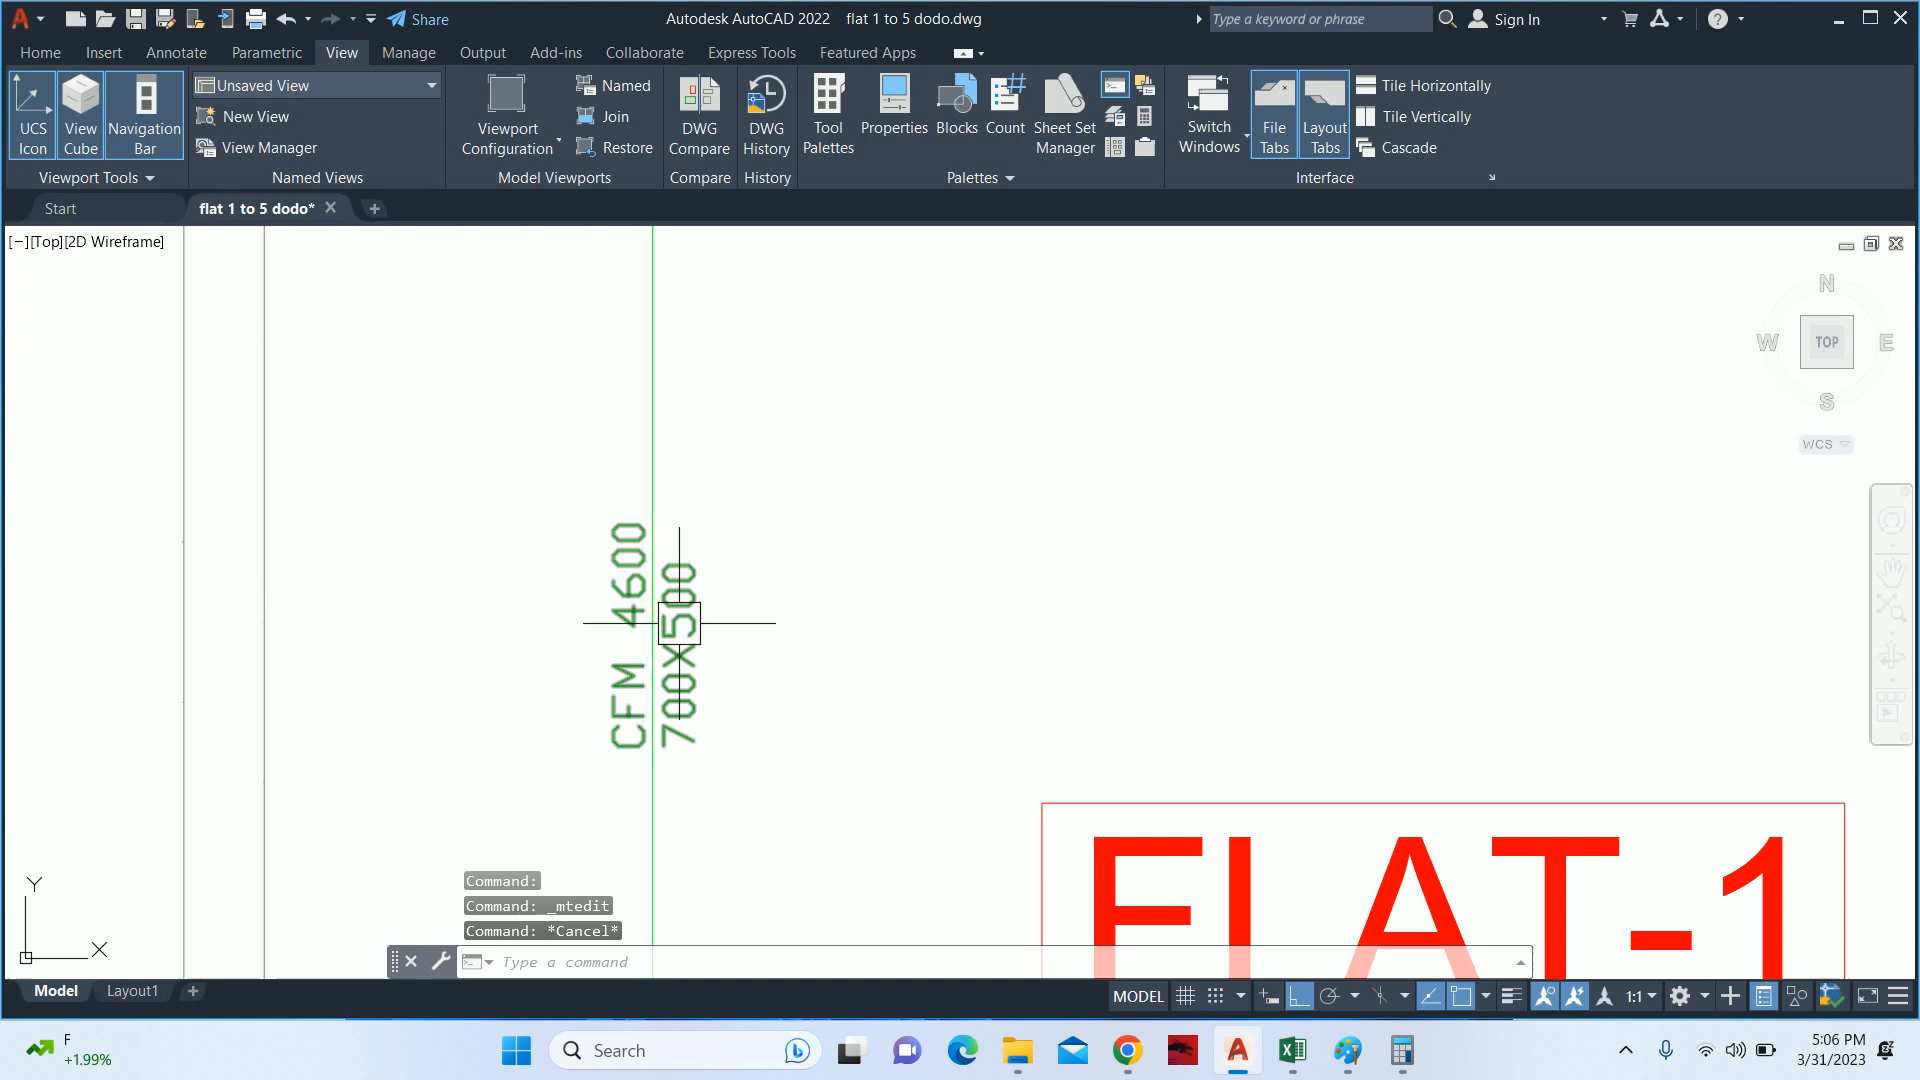 Share
Autodesk AutoCAD 2022 flat 1 to 5 dodo.dwg
Type a keyword or phrase
Sign In
Home Insert Annotate Parametric View Manage Output Add-ins Collaborate Express Tools Featured Apps
UCS Icon
View Cube
Navigation Bar
Viewport Tools
Unsaved View
New View
View Manager
Named Views
Viewport Configuration
Named
Join
Restore
Model Viewports
DWG Compare
Compare
DWG History
History
Tool Palettes
Properties
Blocks
Count
Sheet Set Manager
Palettes
Switch Windows
File Tabs
Layout Tabs
Tile Horizontally
Tile Vertically
Cascade
Interface
Start
flat 1 to 5 dodo*
[−][Top][2D Wireframe]
N
W TOP E
S
WCS
CFM 4600
700X500
FLAT-1
Y
X
Command:
Command: _mtedit
Command: *Cancel*
Type a command
Model Layout1
MODEL
1:1
F
+1.99%
Search
5:06 PM
3/31/2023